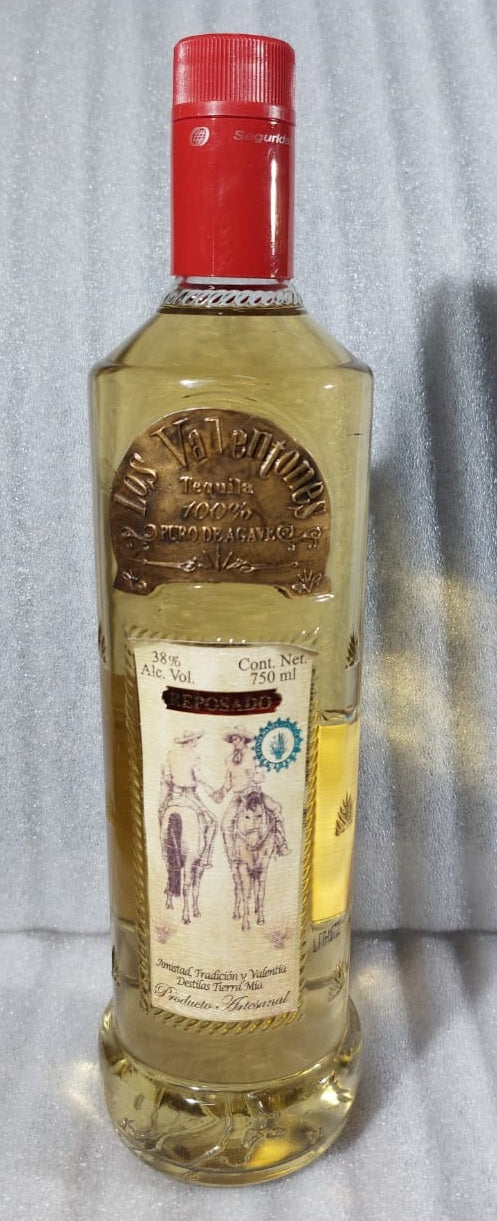 Los Valentones
Tequila
100%
PURO DE AGAVE
38%
Alc. Vol.
Cont. Net.
750 ml
REPOSADO
Amistad, Tradición y Valentía
Destilas Tierra Mía
Producto Artesanal